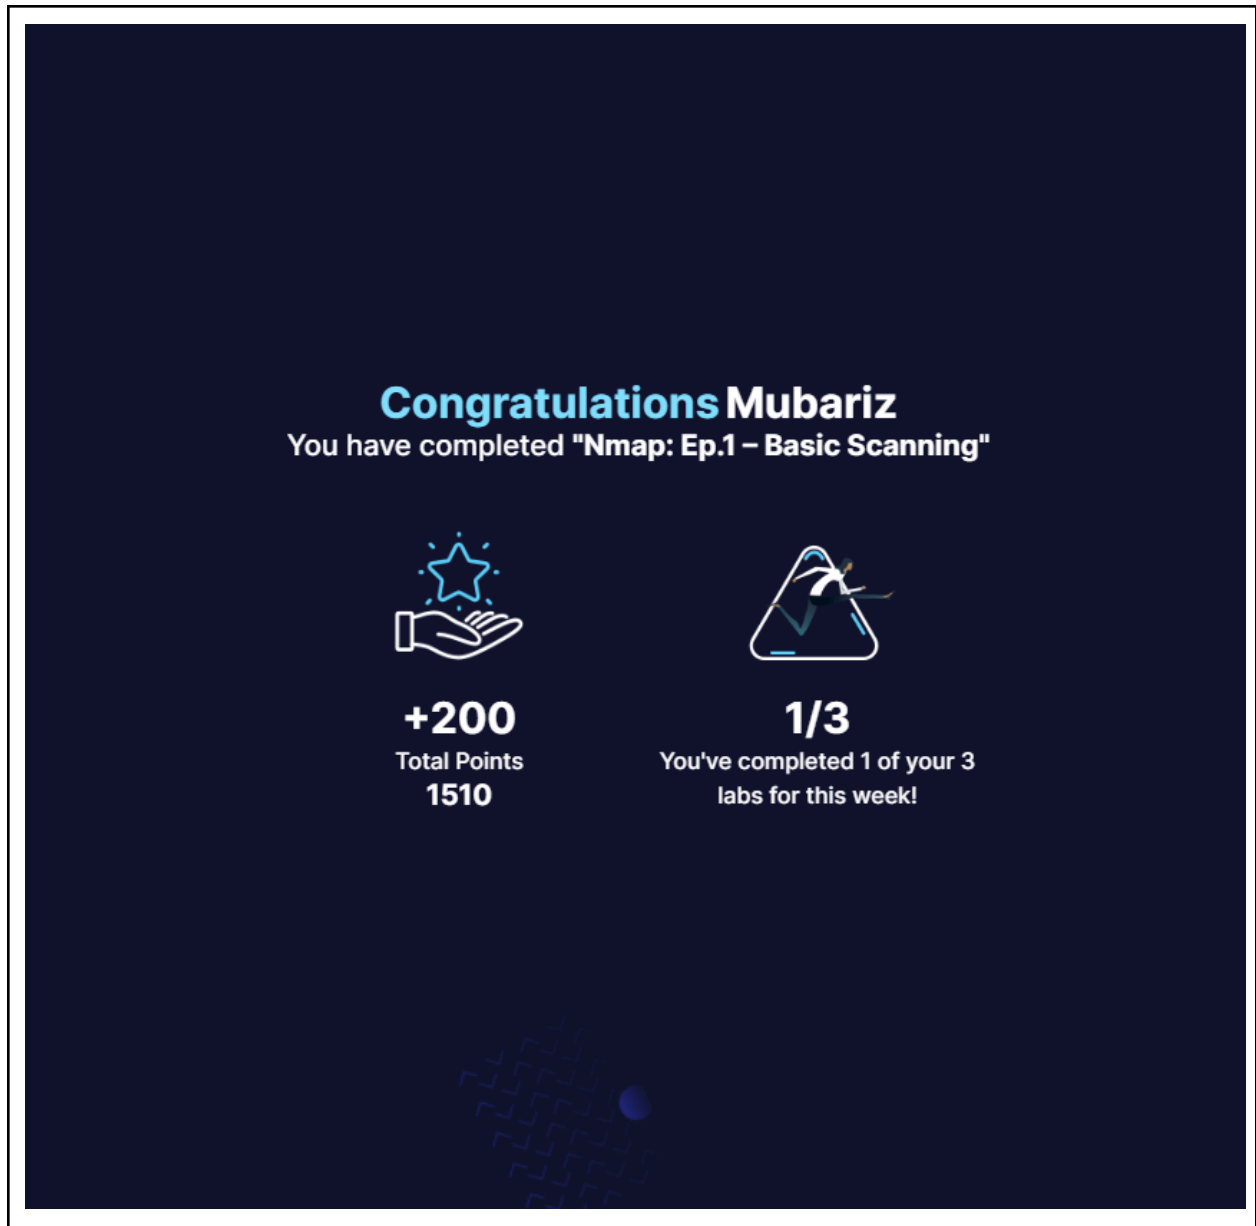 Congratulations Mubariz
You have completed "Nmap: Ep.1 – Basic Scanning"
+200
Total Points
1510
1/3
You've completed 1 of your 3
labs for this week!